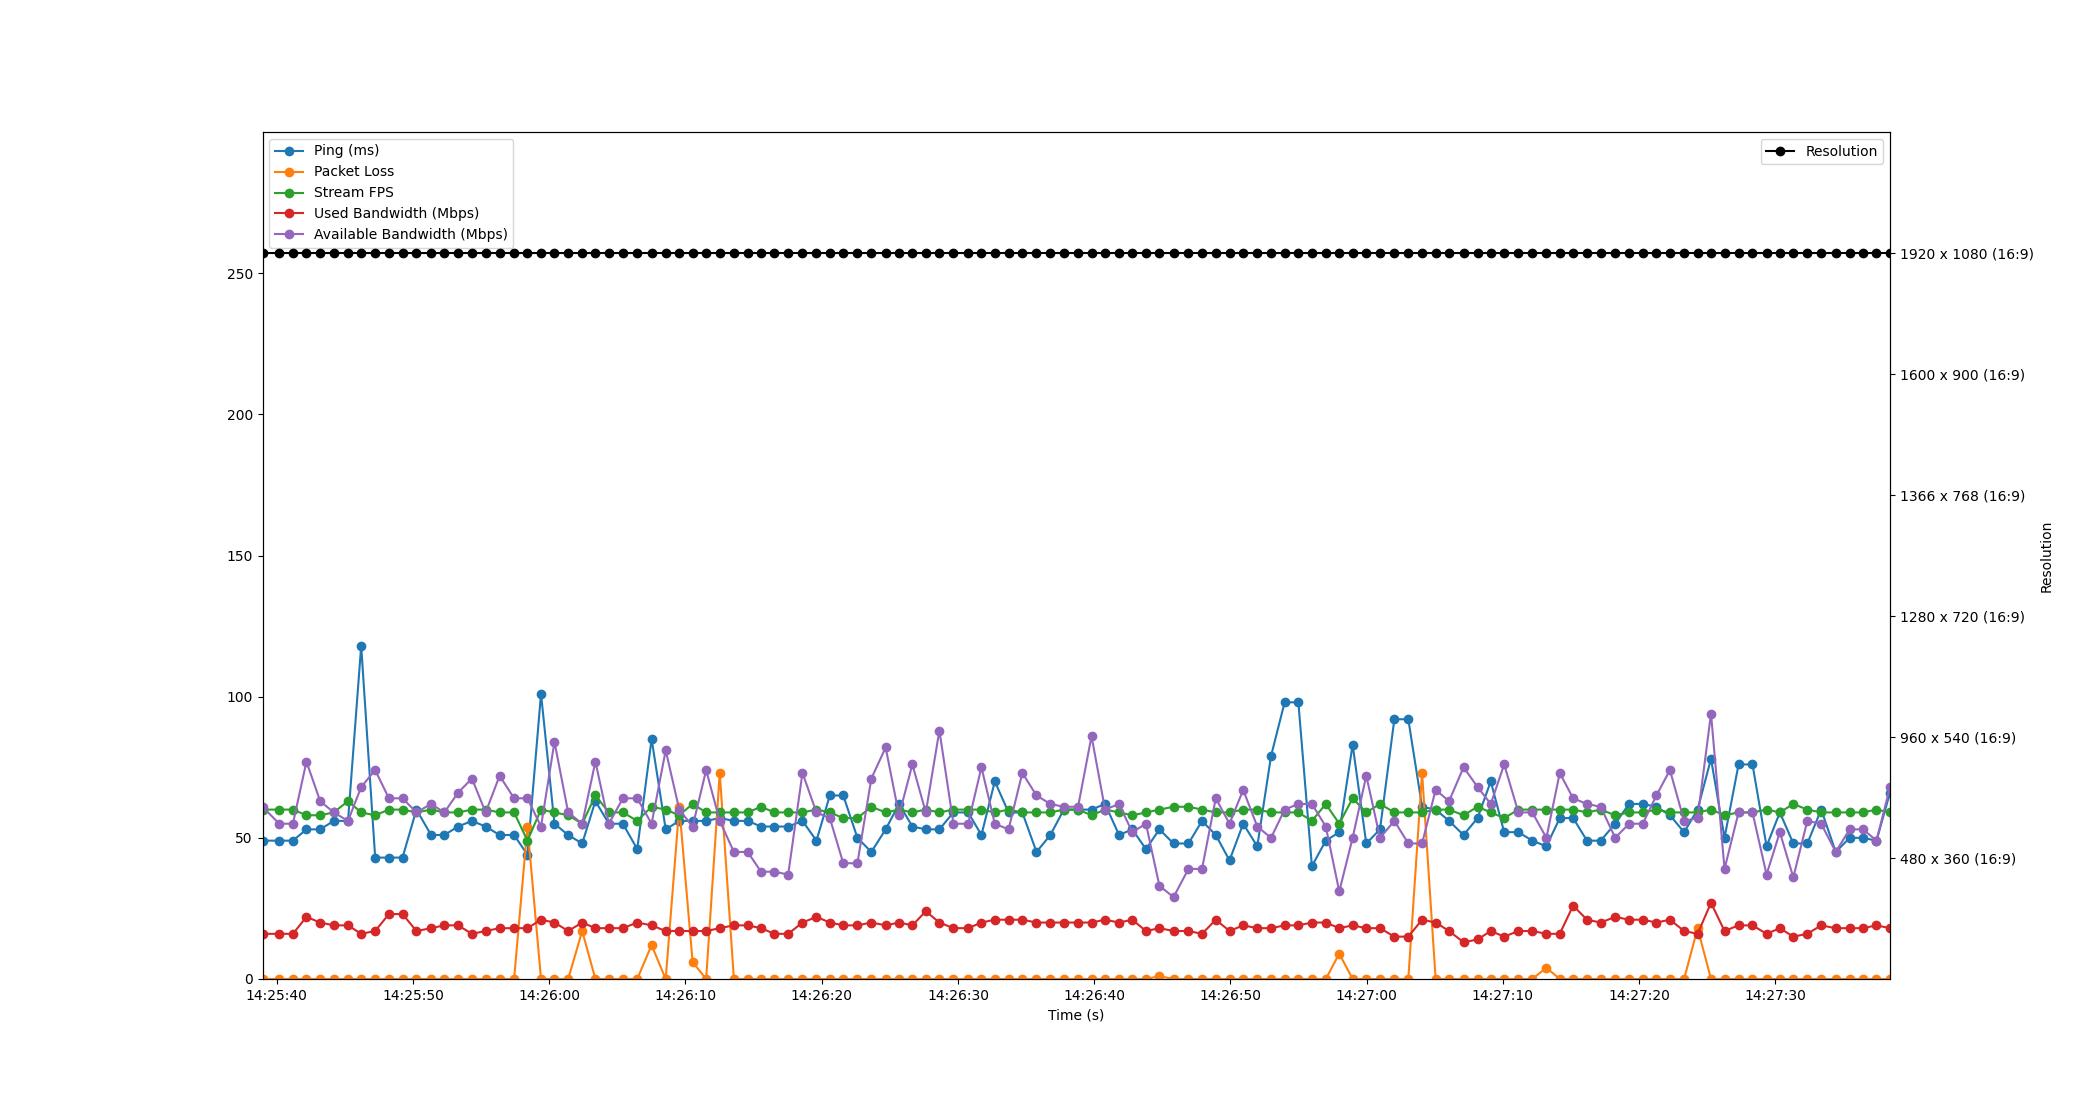 Ping (ms)
Packet Loss
Stream FPS
Used Bandwidth (Mbps)
Available Bandwidth (Mbps)
Resolution
250
200
150
100
50
0
1920 x 1080 (16:9)
1600 x 900 (16:9)
1366 x 768 (16:9)
1280 x 720 (16:9)
960 x 540 (16:9)
480 x 360 (16:9)
Resolution
14:25:40 14:25:50 14:26:00 14:26:10 14:26:20 14:26:30 14:26:40 14:26:50 14:27:00 14:27:10 14:27:20 14:27:30
Time (s)